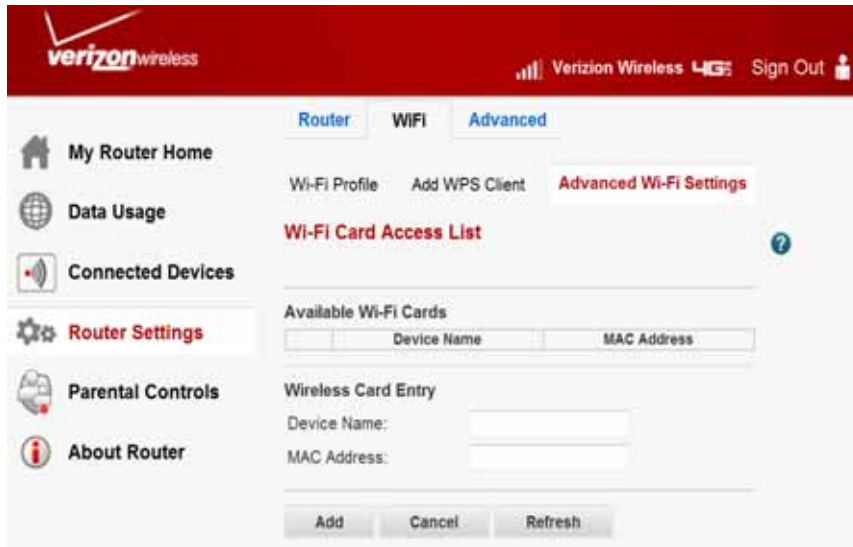 verizonwireless
Verizion Wireless 4G LTE Sign Out
Router WiFi Advanced
My Router Home
Data Usage
Connected Devices
Router Settings
Parental Controls
About Router
Wi-Fi Profile Add WPS Client Advanced Wi-Fi Settings
Wi-Fi Card Access List
?
Available Wi-Fi Cards
Device Name MAC Address
Wireless Card Entry
Device Name:
MAC Address:
Add Cancel Refresh